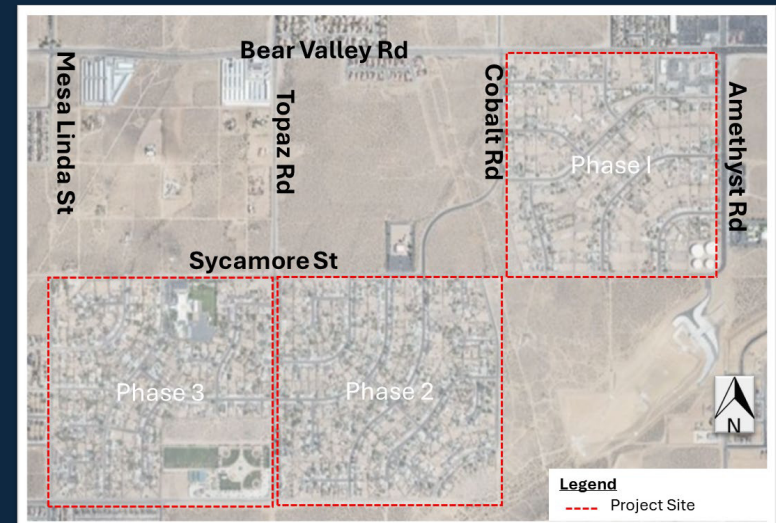 Bear Valley Rd
Mesa Linda St
Topaz Rd
Cobalt Rd
Amethyst Rd
Phase I
Sycamore St
Phase 3
Phase 2
N
Legend
Project Site